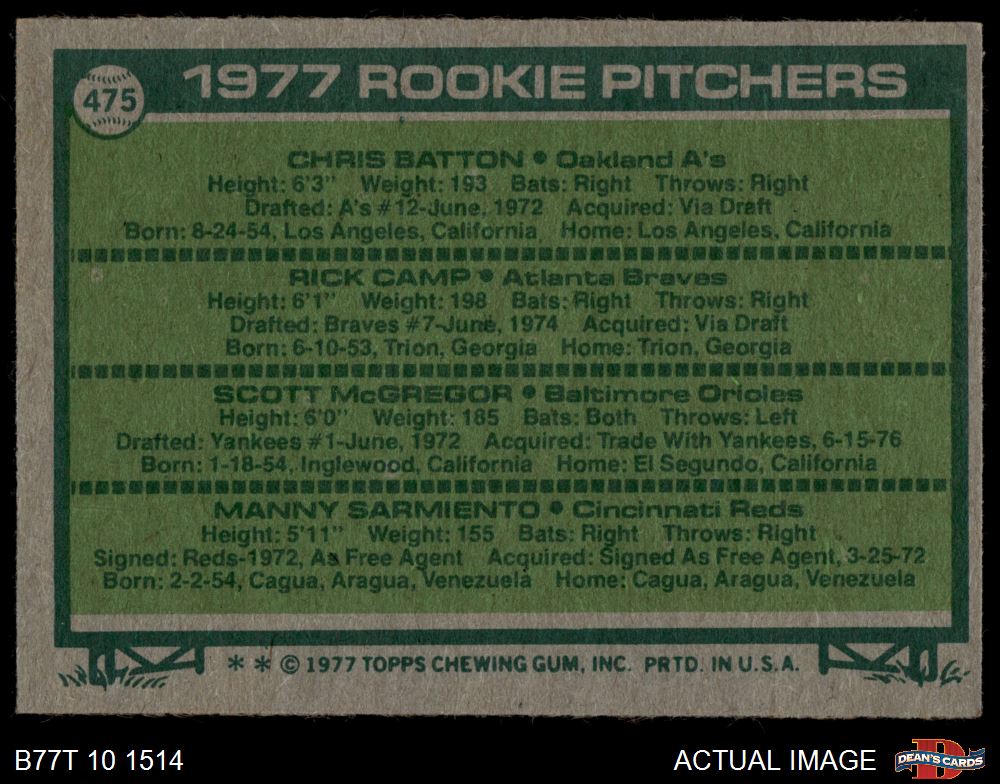 475
1977 ROOKIE PITCHERS
CHRIS BATTON • Oakland A's
Height: 6'3" Weight: 193 Bats: Right Throws: Right
Drafted: A's #12-June, 1972 Acquired: Via Draft
Born: 8-24-54, Los Angeles, California Home: Los Angeles, California
RICK CAMP • Atlanta Braves
Height: 6'1" Weight: 198 Bats: Right Throws: Right
Drafted: Braves #7-June, 1974 Acquired: Via Draft
Born: 6-10-53, Trion, Georgia Home: Trion, Georgia
SCOTT McGREGOR • Baltimore Orioles
Height: 6'0" Weight: 185 Bats: Both Throws: Left
Drafted: Yankees #1-June, 1972 Acquired: Trade With Yankees, 6-15-76
Born: 1-18-54, Inglewood, California Home: El Segundo, California
MANNY SARMIENTO • Cincinnati Reds
Height: 5'11" Weight: 155 Bats: Right Throws: Right
Signed: Reds-1972, As Free Agent Acquired: Signed As Free Agent, 3-25-72
Born: 2-2-54, Cagua, Aragua, Venezuela Home: Cagua, Aragua, Venezuela
* * © 1977 TOPPS CHEWING GUM, INC. PRTD. IN U.S.A.
B77T 10 1514 ACTUAL IMAGE
D
DEAN'S CARDS